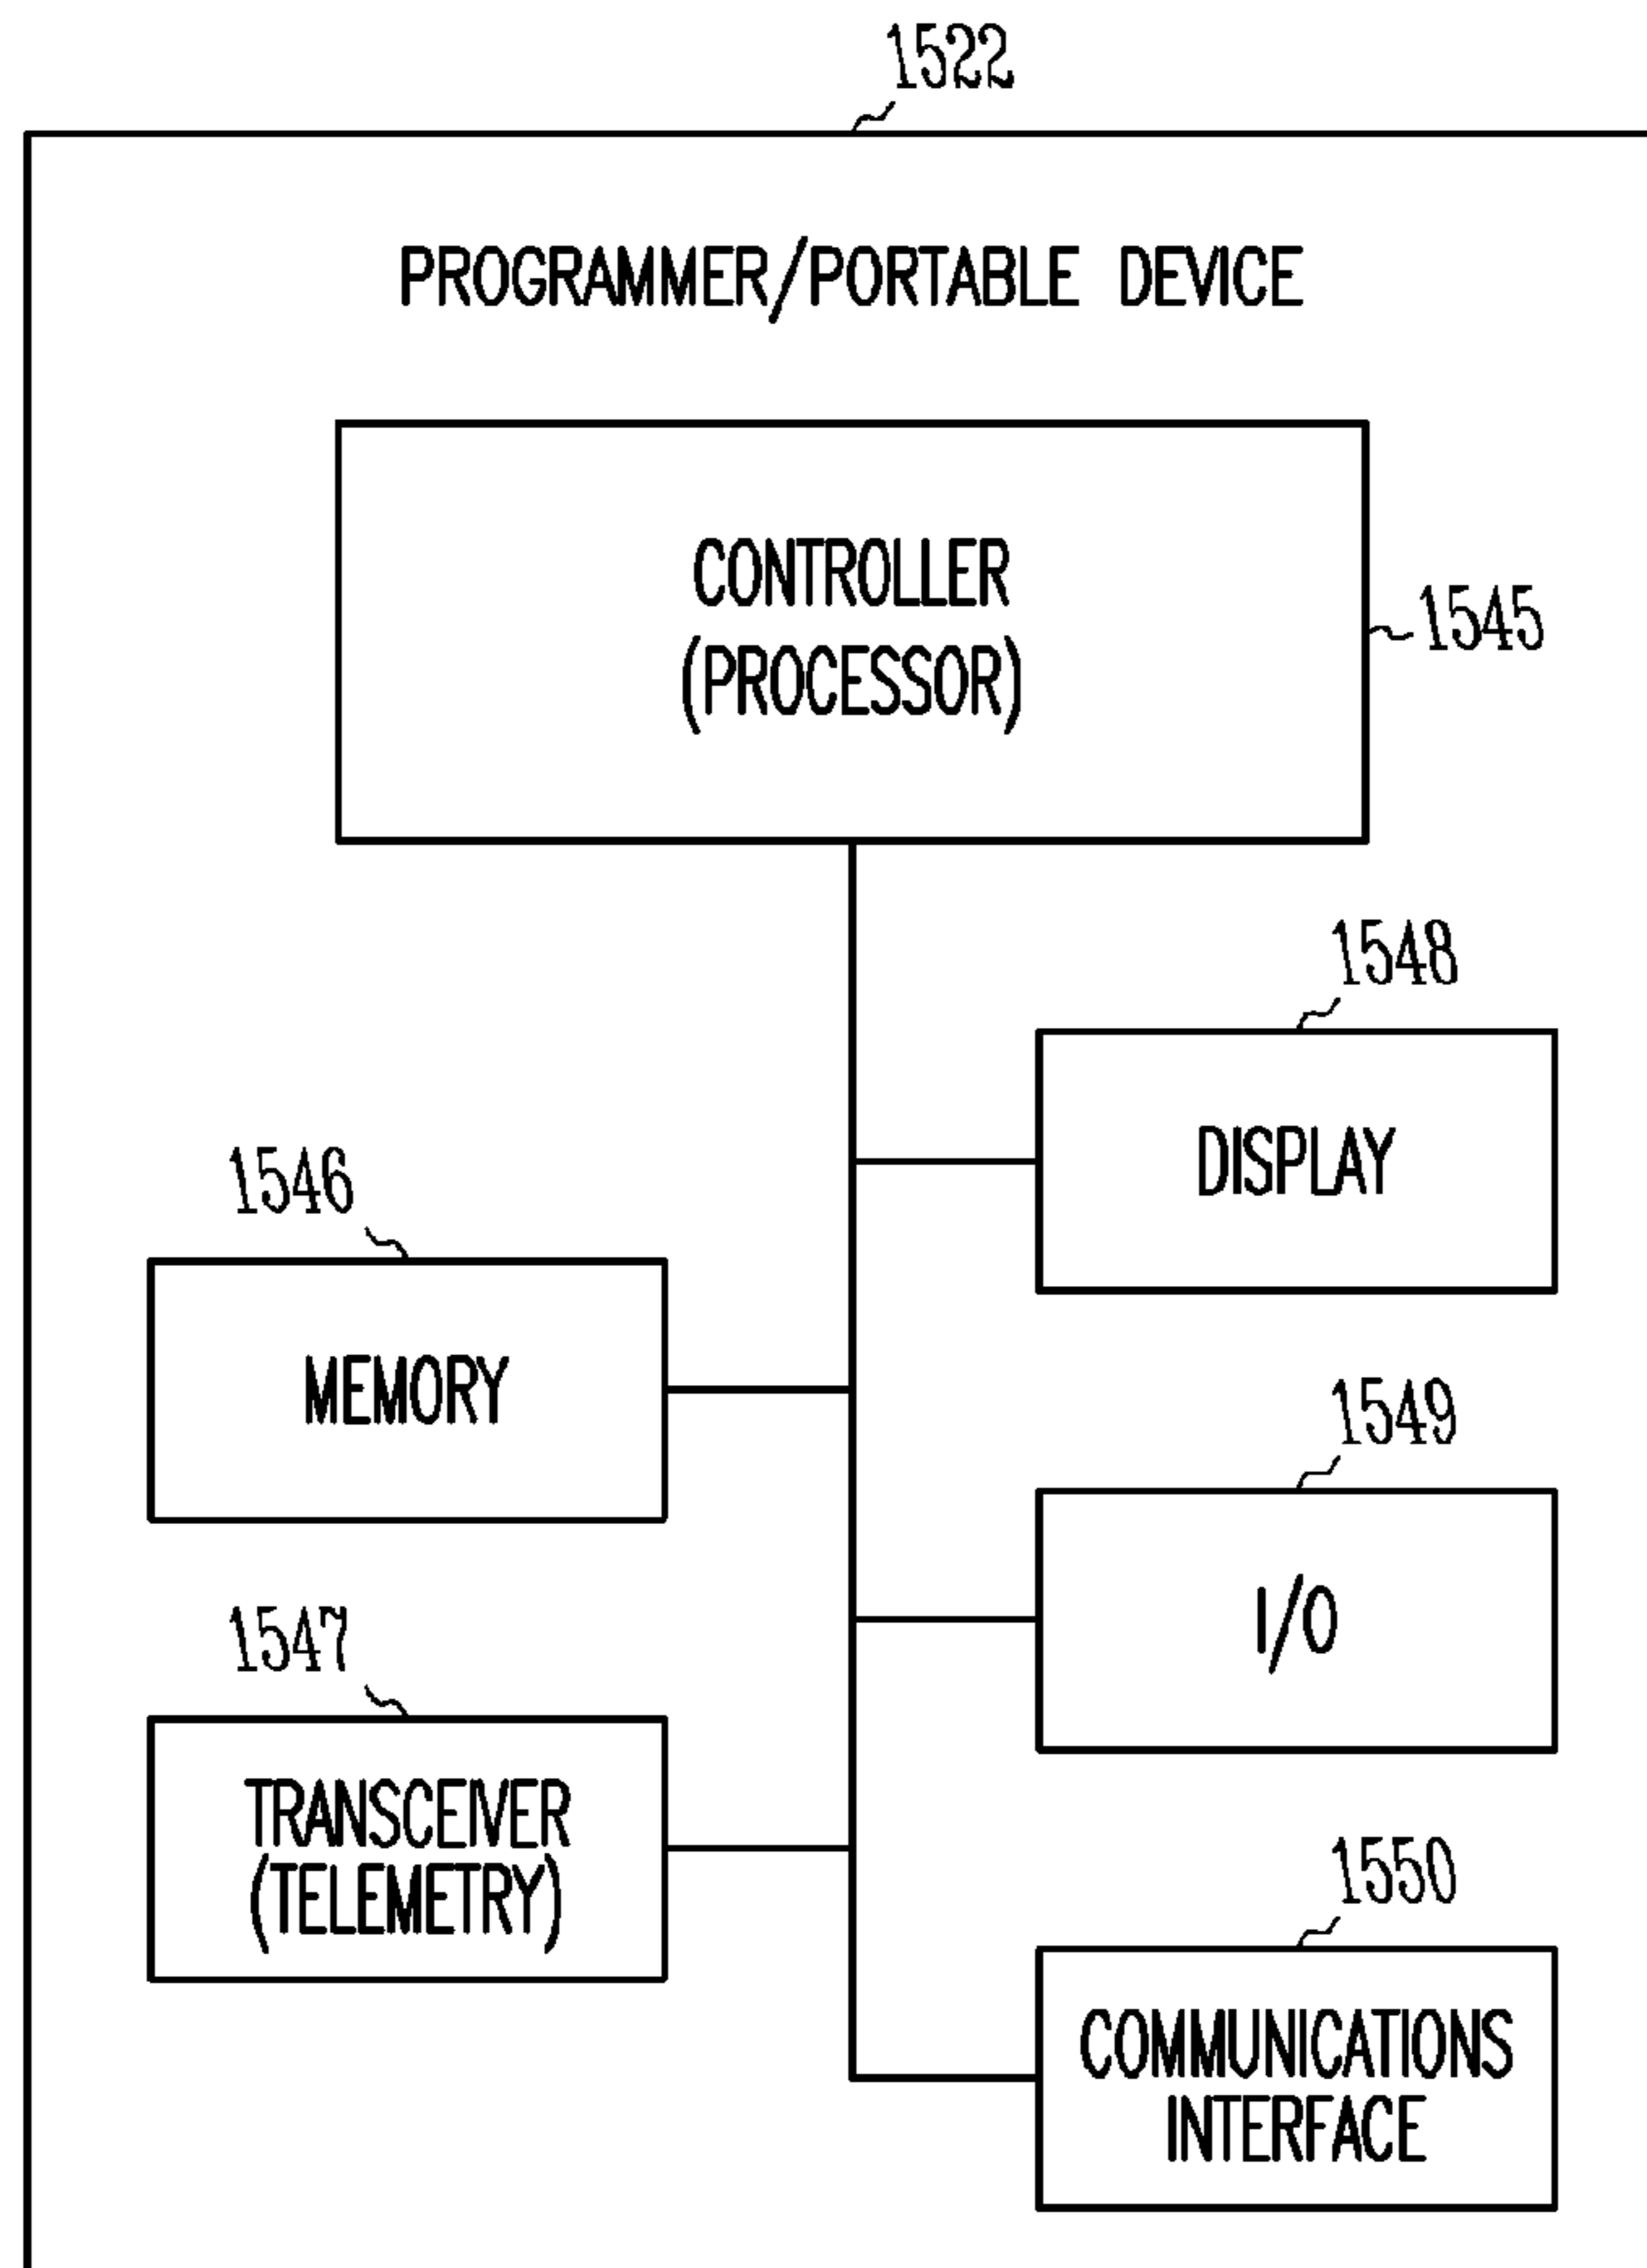 1522
PROGRAMMER/PORTABLE DEVICE
CONTROLLER
(PROCESSOR)
1545
1548
DISPLAY
1546
MEMORY
1549
I/O
1547
TRANSCEIVER
(TELEMETRY)
1550
COMMUNICATIONS
INTERFACE